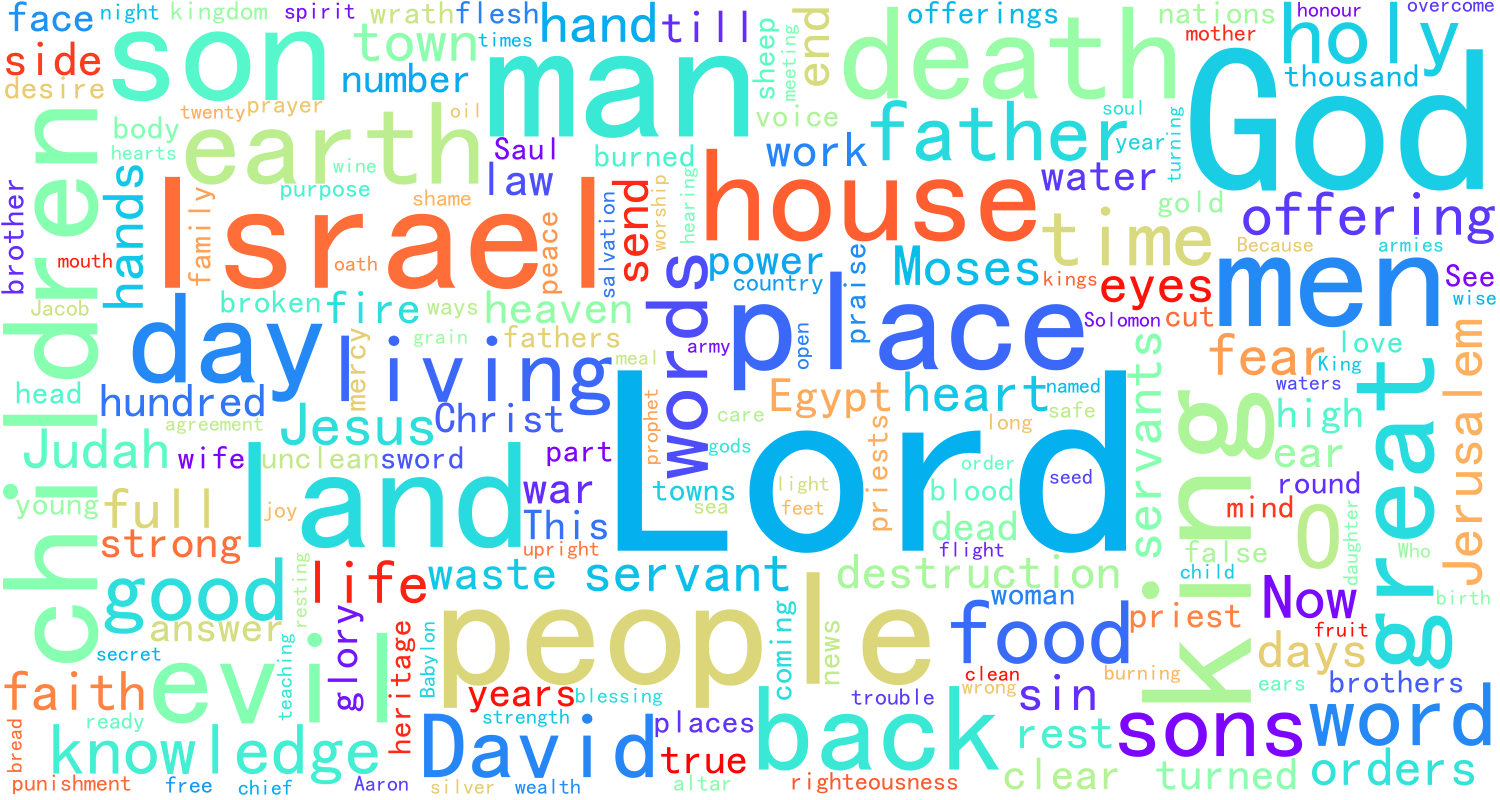 face
night
kingdom
spirit
wrath
flesh
hand
till
end
offerings
nations
honour
overcome
side
son
town
times
man
sheep
meeting
death
mother
holy
desire
number
thousand
God
children
twenty
prayer
oil
voice
soul
body
earth
Saul
burned
work
father
year
turning
hearts
wine
law
water
purpose
hands
Israel
family
shame
peace
salvation
send
worship
hearing
house
time
gold
offering
brother
mouth
oath
words
power
country
praise
Moses
kings
eyes
Because
armies
men
See
wise
Jacob
day
broken
fire
ways
heaven
place
Solomon
cut
living
mercy
grain
fathers
meal
army
open
fear
King
love
Jerusalem
head
hundred
agreement
Jesus
Christ
Lord
prophet
care
Egypt
heart
named
safe
servants
king
waters
high
great
Judah
wife
unclean
sword
part
gods
priests
long
order
ear
young
full
joy
land
war
This
towns
sea
light
feet
blood
seed
round
mind
O
strong
upright
dead
flight
false
daughter
Who
good
resting
life
waste
servant
destruction
child
answer
glory
heritage
people
coming
news
food
woman
priest
Now
fruit
birth
secret
evil
teaching
Babylon
days
faith
years
blessing
trouble
clean
wrong
sin
burning
ears
brothers
ready
strength
places
back
sons
word
bread
knowledge
David
true
rest
punishment
free
chief
Aaron
silver
wealth
altar
righteousness
clear
turned
orders